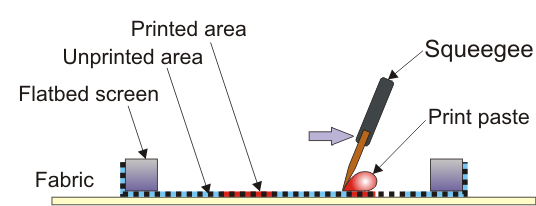 Printed area
Unprinted area
Squeegee
Flatbed screen
Print paste
Fabric